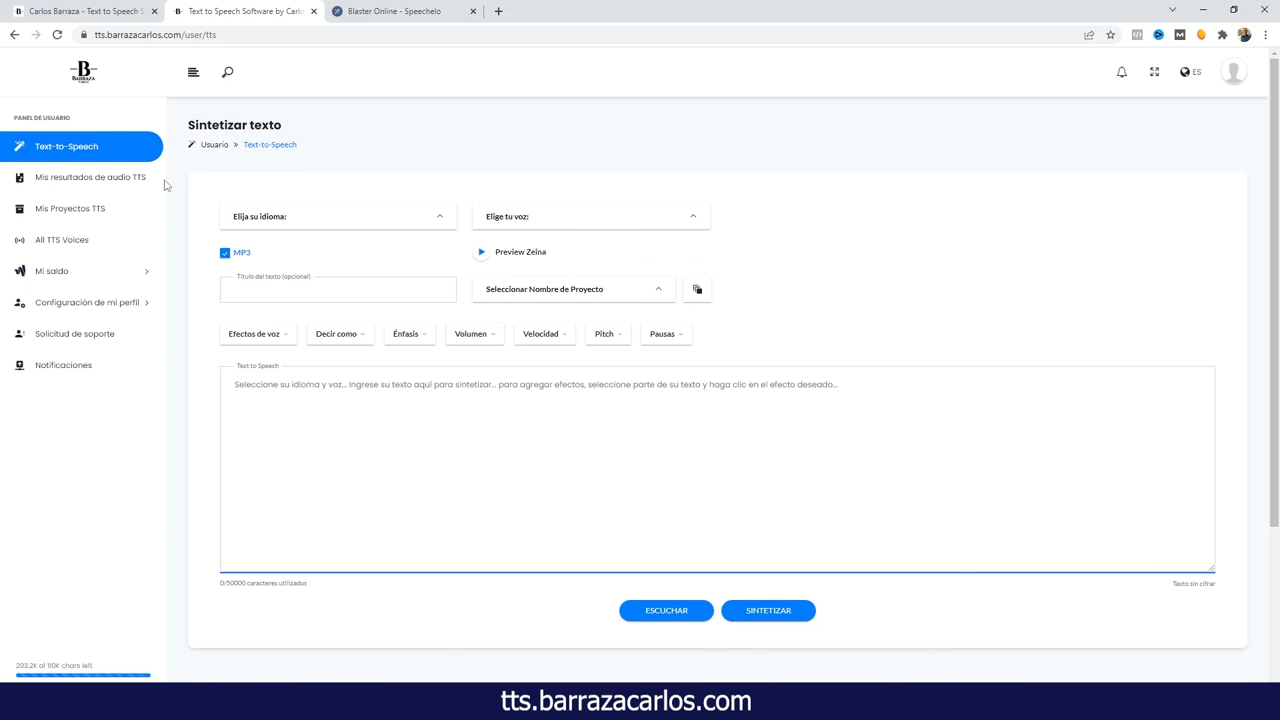 Carlos Barraza - Text to Speech S
Text to Speech Software by Carlo
Blaster Online - Speechelo
tts.barrazacarlos.com/user/tts
B
BARRAZA
ES
PANEL DE USUARIO
Text-to-Speech
Mis resultados de audio TTS
Mis Proyectos TTS
All TTS Voices
Mi saldo
Configuración de mi perfil
Solicitud de soporte
Notificaciones
203.2K of 110K chars left
Sintetizar texto
Usuario » Text-to-Speech
Elija su idioma:
Elige tu voz:
MP3
Preview Zeina
Título del texto (opcional)
Seleccionar Nombre de Proyecto
Efectos de voz
Decir como
Énfasis
Volumen
Velocidad
Pitch
Pausas
Text to Speech
Seleccione su idioma y voz... Ingrese su texto aquí para sintetizar... para agregar efectos, seleccione parte de su texto y haga clic en el efecto deseado...
0/50000 caracteres utilizados
Texto sin cifrar
ESCUCHAR
SINTETIZAR
tts.barrazacarlos.com